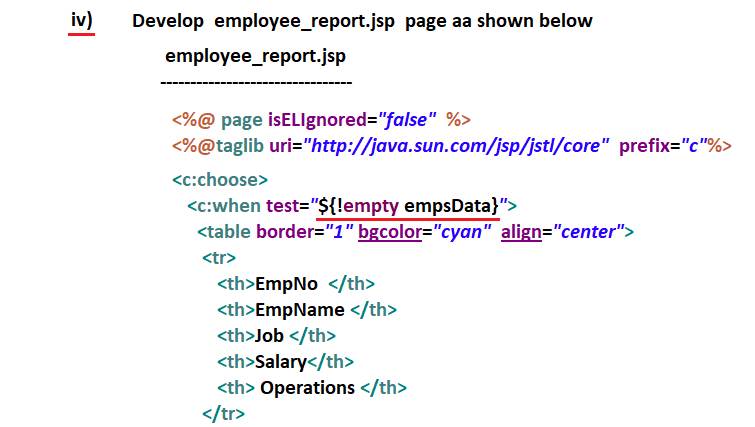 iv) Develop employee_report.jsp page aa shown below
employee_report.jsp
--------------------------------
<%@ page isELIgnored="false" %>
<%@taglib uri="http://java.sun.com/jsp/jstl/core" prefix="c"%>
<c:choose>
<c:when test="${!empty empsData}">
<table border="1" bgcolor="cyan" align="center">
<tr>
<th>EmpNo </th>
<th>EmpName </th>
<th>Job </th>
<th>Salary</th>
<th> Operations </th>
</tr>